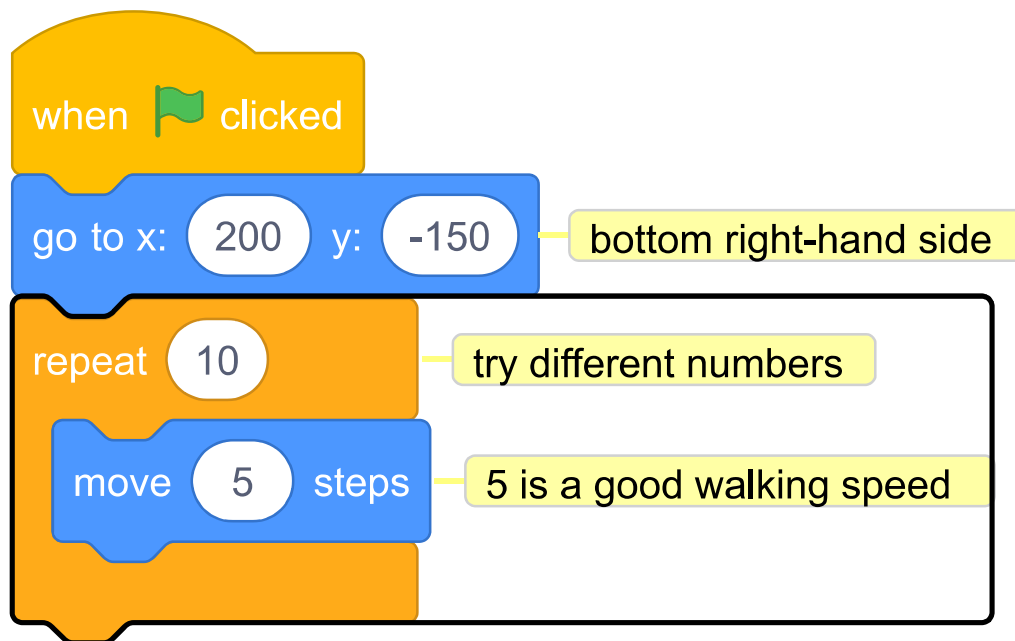 when clicked
go to x: 200 y: -150 bottom right-hand side
repeat 10 try different numbers
move 5 steps 5 is a good walking speed